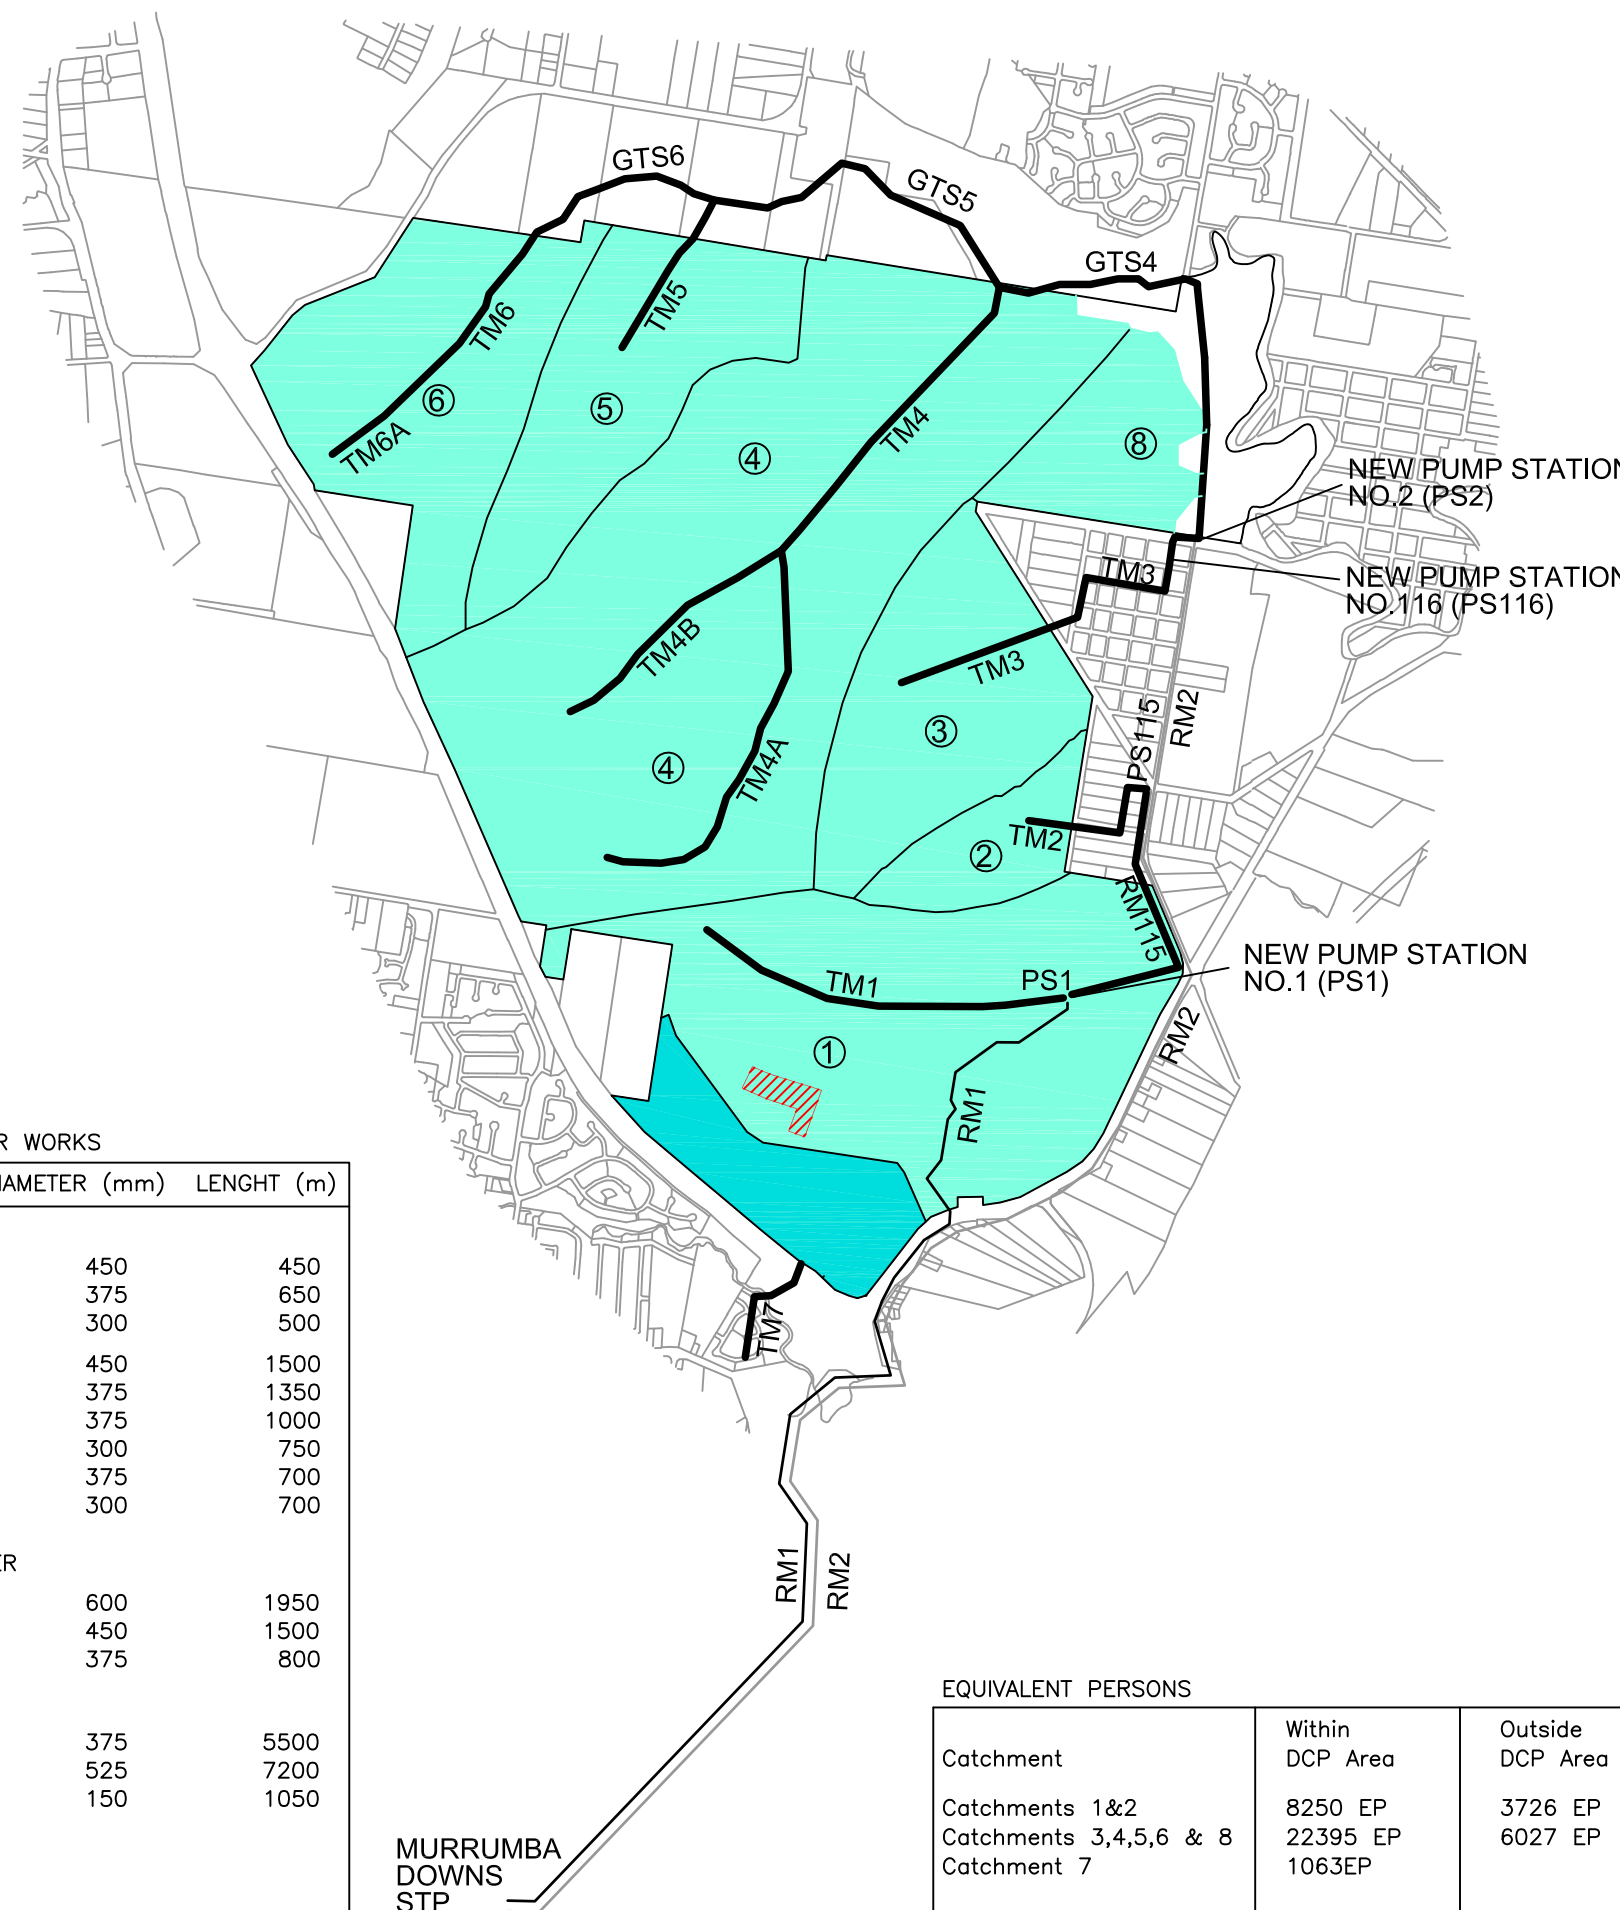 GTS6
GTS5
GTS4
TM6
TM5
TM6A
⑥
⑤
④
TM4
⑧
NEW PUMP STATION
NO.2 (PS2)
TM3
NEW PUMP STATION
NO.116 (PS116)
TM4B
TM3
③
④
TM4A
PS115
RM2
TM2
②
RM115
TM1
PS1
NEW PUMP STATION
NO.1 (PS1)
①
RM2
RM1
TM7
RM1
RM2
MURRUMBA
DOWNS
STP
R WORKS
IAMETER (mm) LENGHT (m)
450 450
375 650
300 500
450 1500
375 1350
375 1000
300 750
375 700
300 700
ER
600 1950
450 1500
375 800
375 5500
525 7200
150 1050
EQUIVALENT PERSONS
Catchment Within DCP Area Outside DCP Area
Catchments 1&2 8250 EP 3726 EP
Catchments 3,4,5,6 & 8 22395 EP 6027 EP
Catchment 7 1063EP